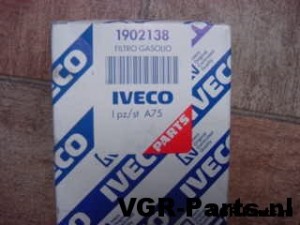 1902138
FILTRO GASOLIO
IVECO
1 pz/st A75
PARTS
IVECO
IVECO
IVECO
VGR-Parts.nl